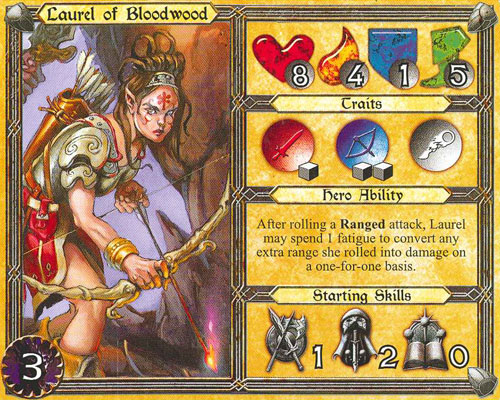 Laurel of Bloodwood
8 4 1 5
Traits
Hero Ability
After rolling a Ranged attack, Laurel
may spend 1 fatigue to convert any
extra range she rolled into damage on
a one-for-one basis.
Starting Skills
1 2 0
3